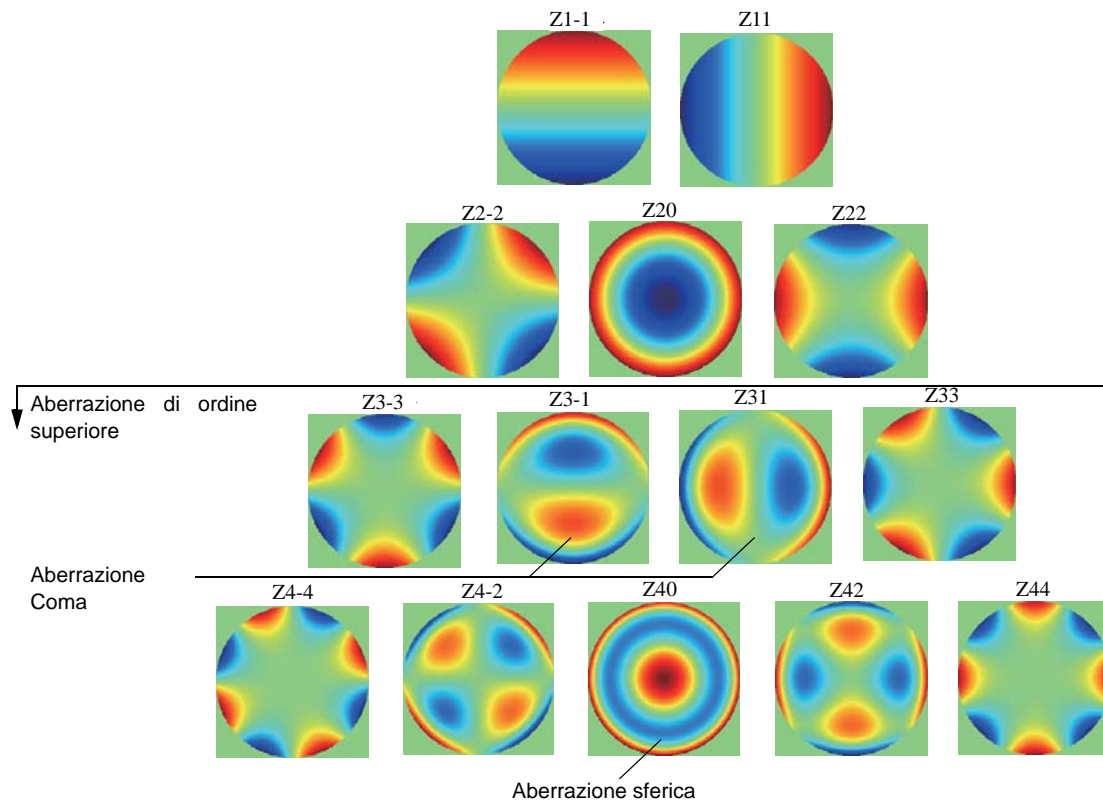 Z1-1 Z11
Z2-2 Z20 Z22
Aberrazione di ordine
superiore
Z3-3 Z3-1 Z31 Z33
Aberrazione
Coma
Z4-4 Z4-2 Z40 Z42 Z44
Aberrazione sferica